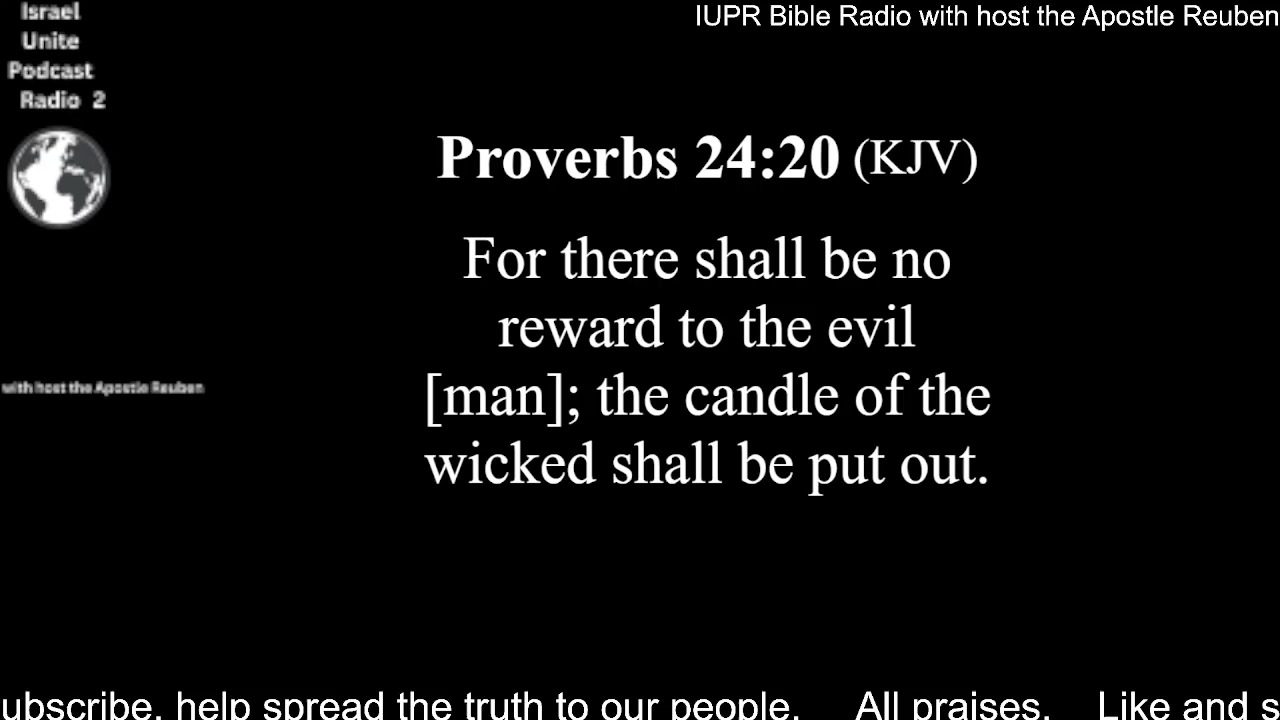 Israel
Unite
Podcast
Radio 2
IUPR Bible Radio with host the Apostle Reuben
Proverbs 24:20 (KJV)
For there shall be no
reward to the evil
[man]; the candle of the
wicked shall be put out.
with host the Apostle Reuben
ubscribe, help spread the truth to our people. All praises. Like and s